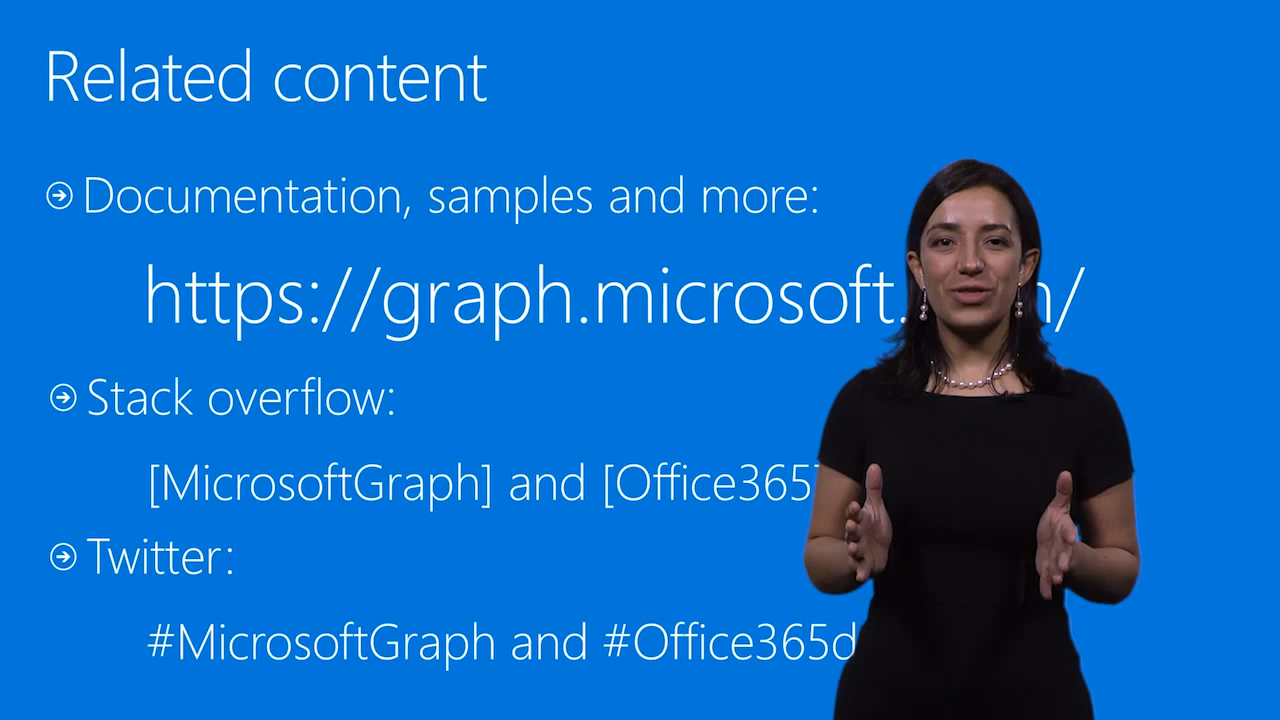 Related content
Documentation, samples and more:
https://graph.microsoft.
Stack overflow:
[MicrosoftGraph] and [Office365
Twitter:
#MicrosoftGraph and #Office365d